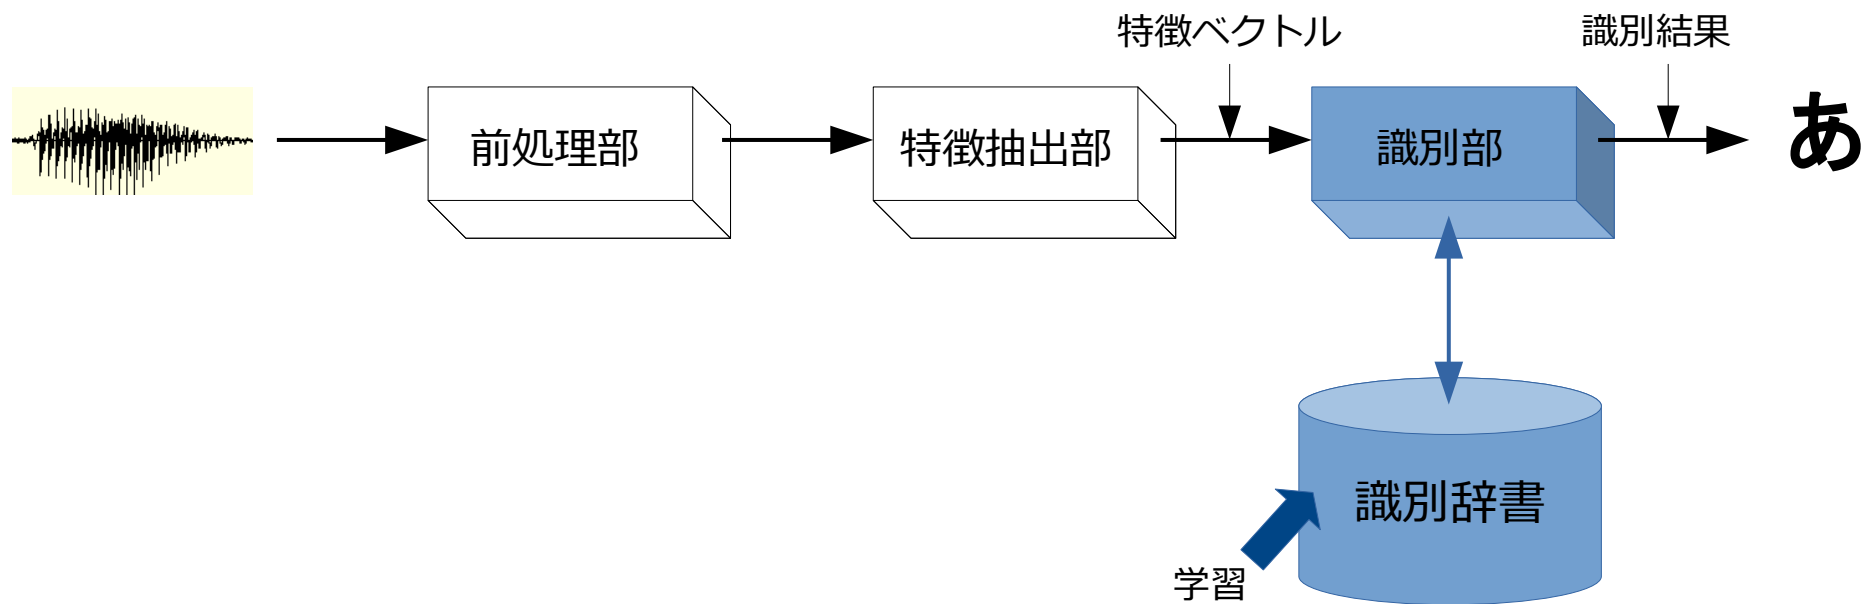 特徴ベクトル
識別結果
前処理部
特徴抽出部
識別部
あ
識別辞書
学習